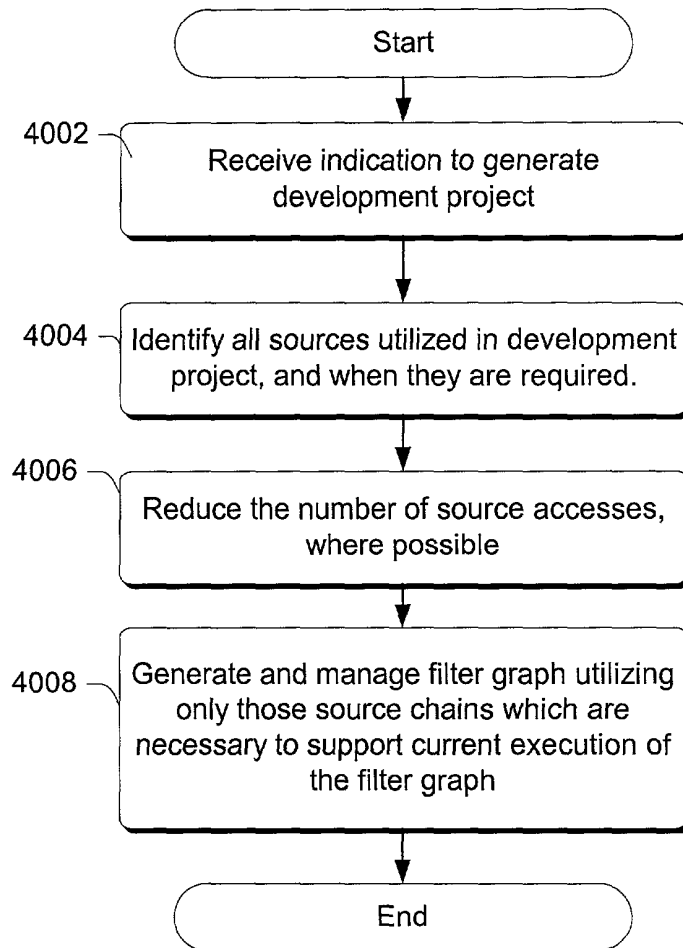 Start
4002
Receive indication to generate
development project
4004
Identify all sources utilized in development
project, and when they are required.
4006
Reduce the number of source accesses,
where possible
4008
Generate and manage filter graph utilizing
only those source chains which are
necessary to support current execution of
the filter graph
End